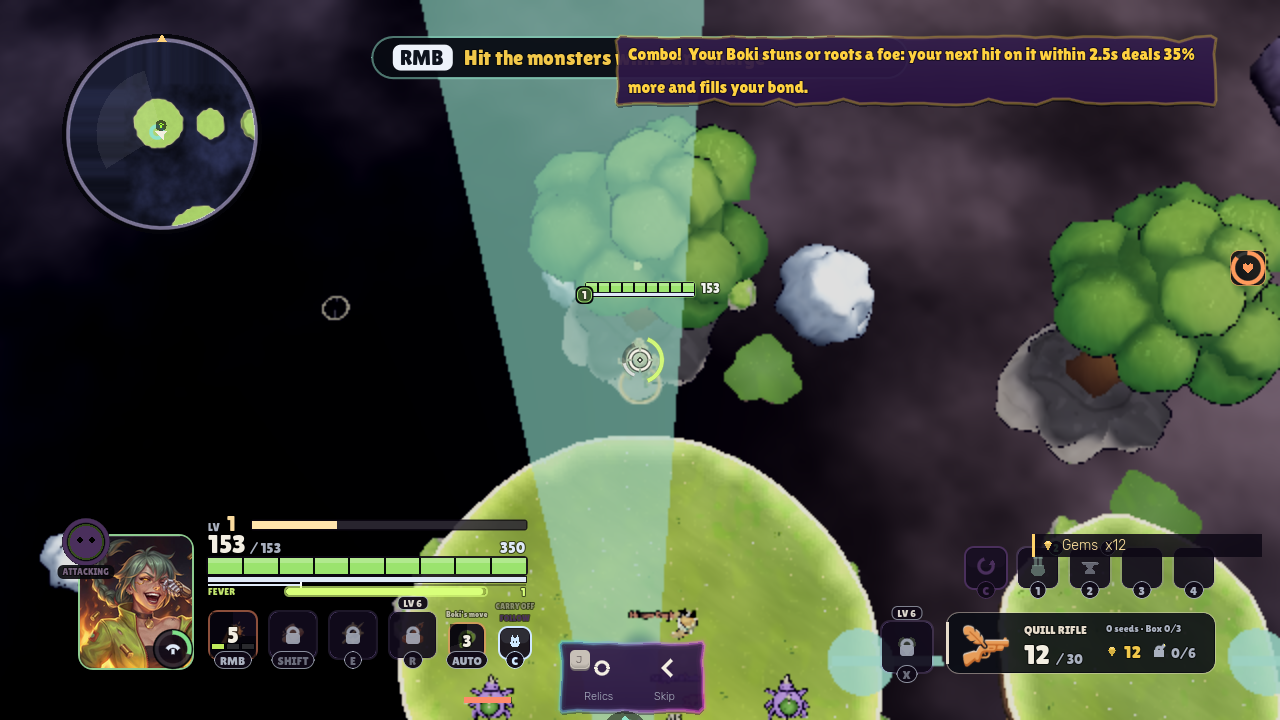 RMB Hit the monsters
Combo! Your Boki stuns or roots a foe: your next hit on it within 2.5s deals 35%
more and fills your bond.
1 153
LV 1
153 / 153 350
FEVER 1
ATTACKING
LV 6
Boki's move
CARRY OFF
FOLLOW
5
3
RMB SHIFT E R AUTO C
J
Relics Skip
Gems x12
C 1 2 3 4
LV 6
X
QUILL RIFLE 0 seeds · Box 0/3
12 / 30 12 0/6